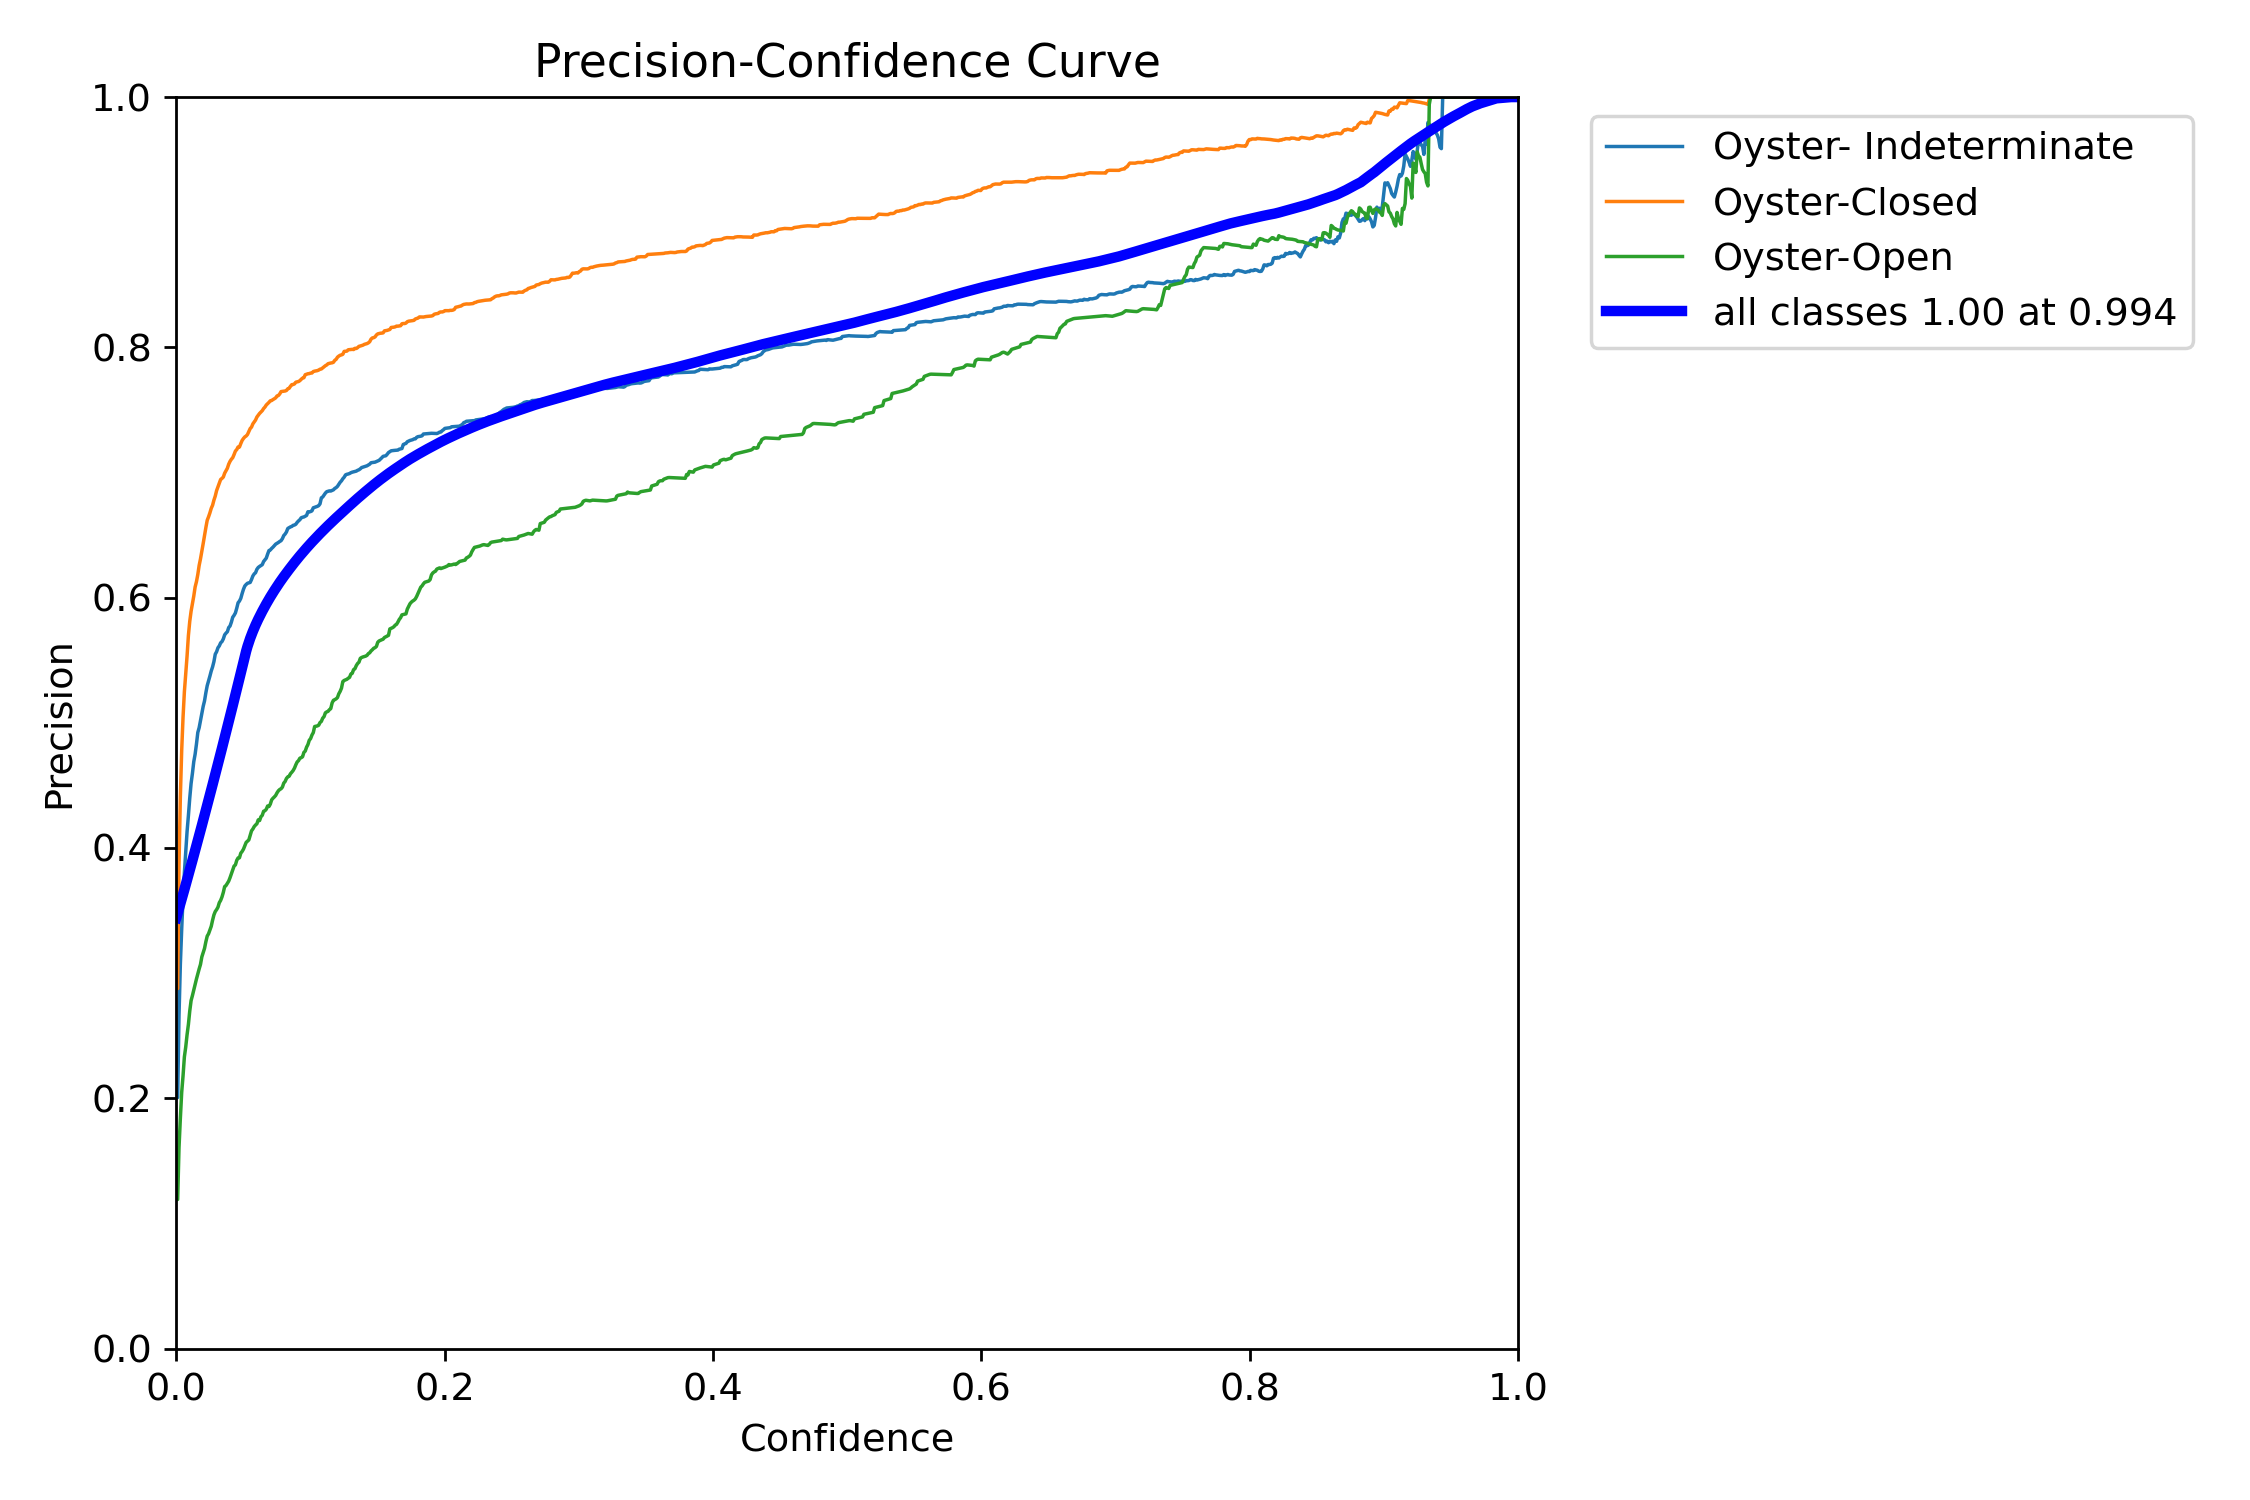 Precision-Confidence Curve
1.0
0.8
0.6
0.4
0.2
0.0
Precision
0.0 0.2 0.4 0.6 0.8 1.0
Confidence
Oyster- Indeterminate
Oyster-Closed
Oyster-Open
all classes 1.00 at 0.994